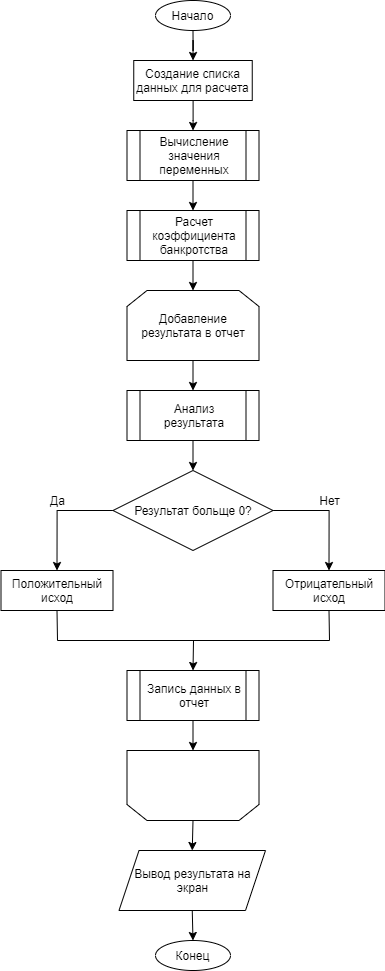 Начало
Создание списка
данных для расчета
Вычисление
значения
переменных
Расчет
коэффициента
банкротства
Добавление
результата в отчет
Анализ
результата
Да
Результат больще 0?
Нет
Положительный
исход
Отрицательный
исход
Запись данных в
отчет
Вывод результата на
экран
Конец